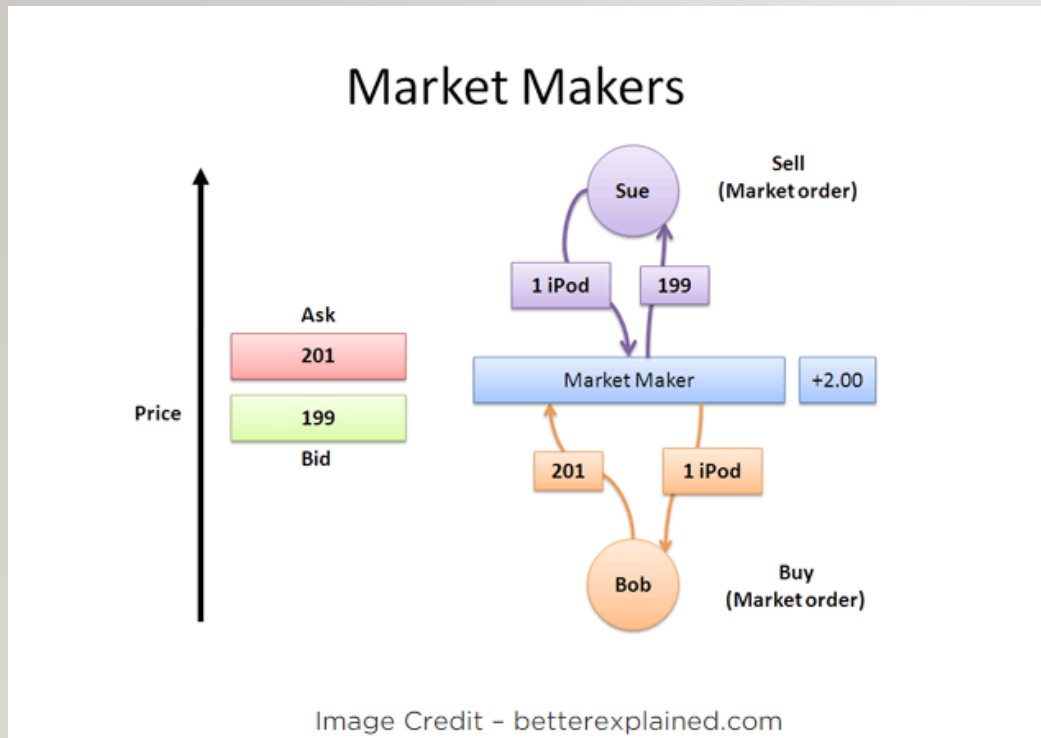 Market Makers
Sue
Sell
(Market order)
1 iPod
199
Ask
201
Market Maker
+2.00
Price
199
Bid
201
1 iPod
Bob
Buy
(Market order)
Image Credit – betterexplained.com